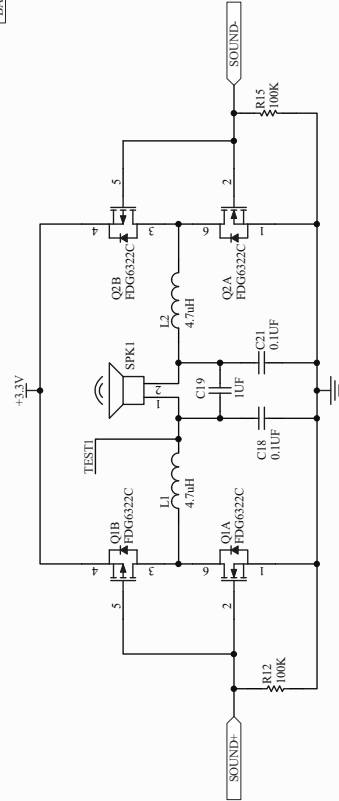 +3.3V
4
4
Q1B
FDG6322C
Q2B
FDG6322C
5
5
3
3
TEST1
SPK1
1
2
L1
4.7uH
L2
4.7uH
6
6
Q1A
FDG6322C
Q2A
FDG6322C
2
2
1
1
C19
1UF
C18
0.1UF
C21
0.1UF
SOUND+
R12
100K
SOUND-
R15
100K